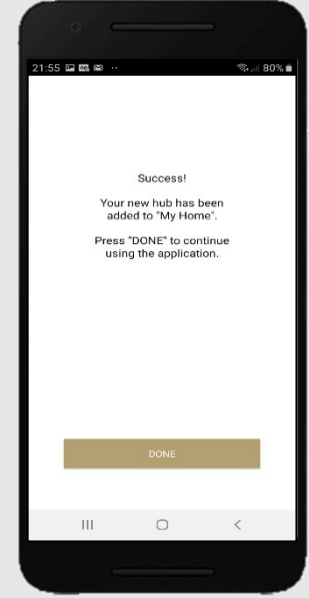 21:55
80%
Success!
Your new hub has been
added to "My Home".
Press "DONE" to continue
using the application.
DONE